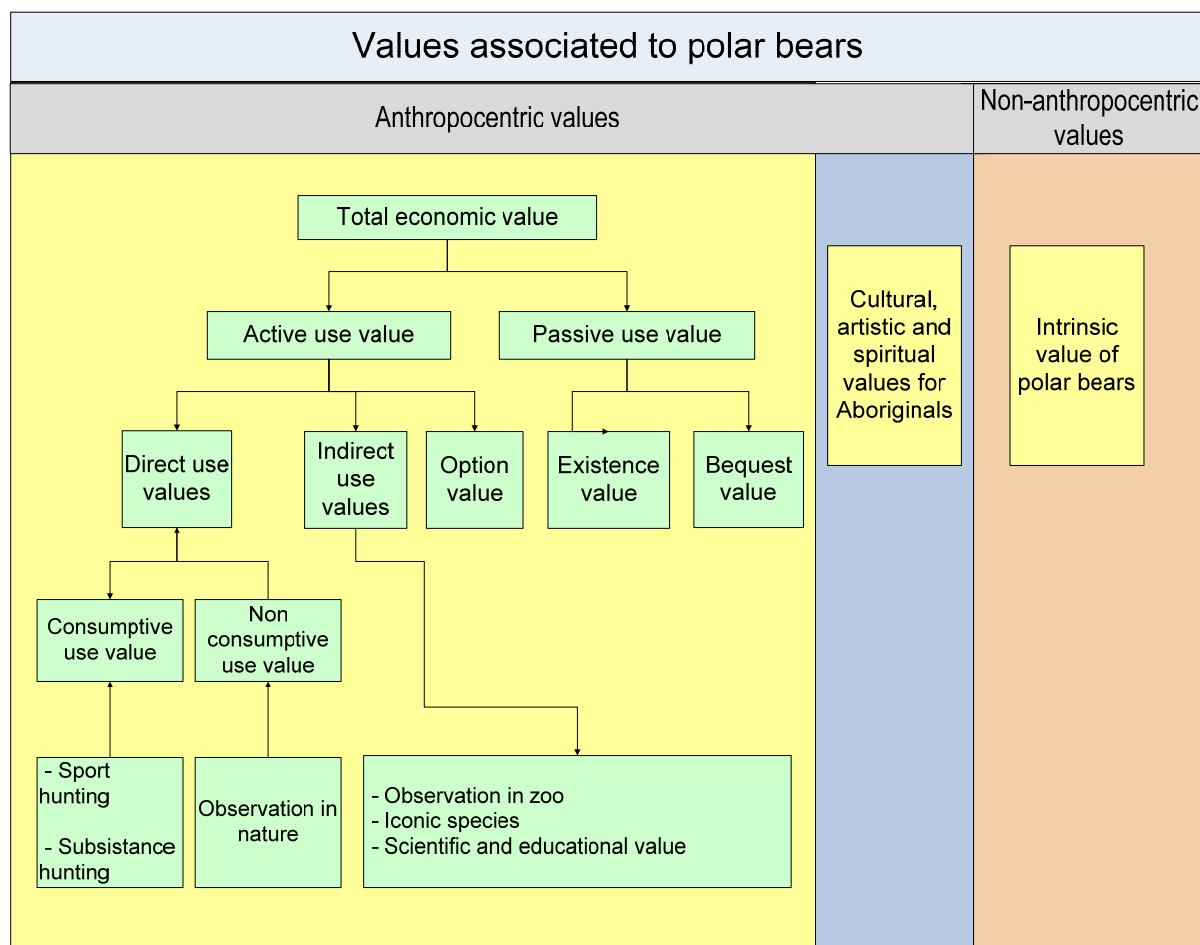 Values associated to polar bears
Anthropocentric values
Non-anthropocentric
values
Total economic value
Active use value
Passive use value
Cultural,
artistic and
spiritual
values for
Aboriginals
Intrinsic
value of
polar bears
Direct use
values
Indirect
use
values
Option
value
Existence
value
Bequest
value
Consumptive
use value
Non
consumptive
use value
- Sport
hunting
- Subsistance
hunting
Observation in
nature
- Observation in zoo
- Iconic species
- Scientific and educational value